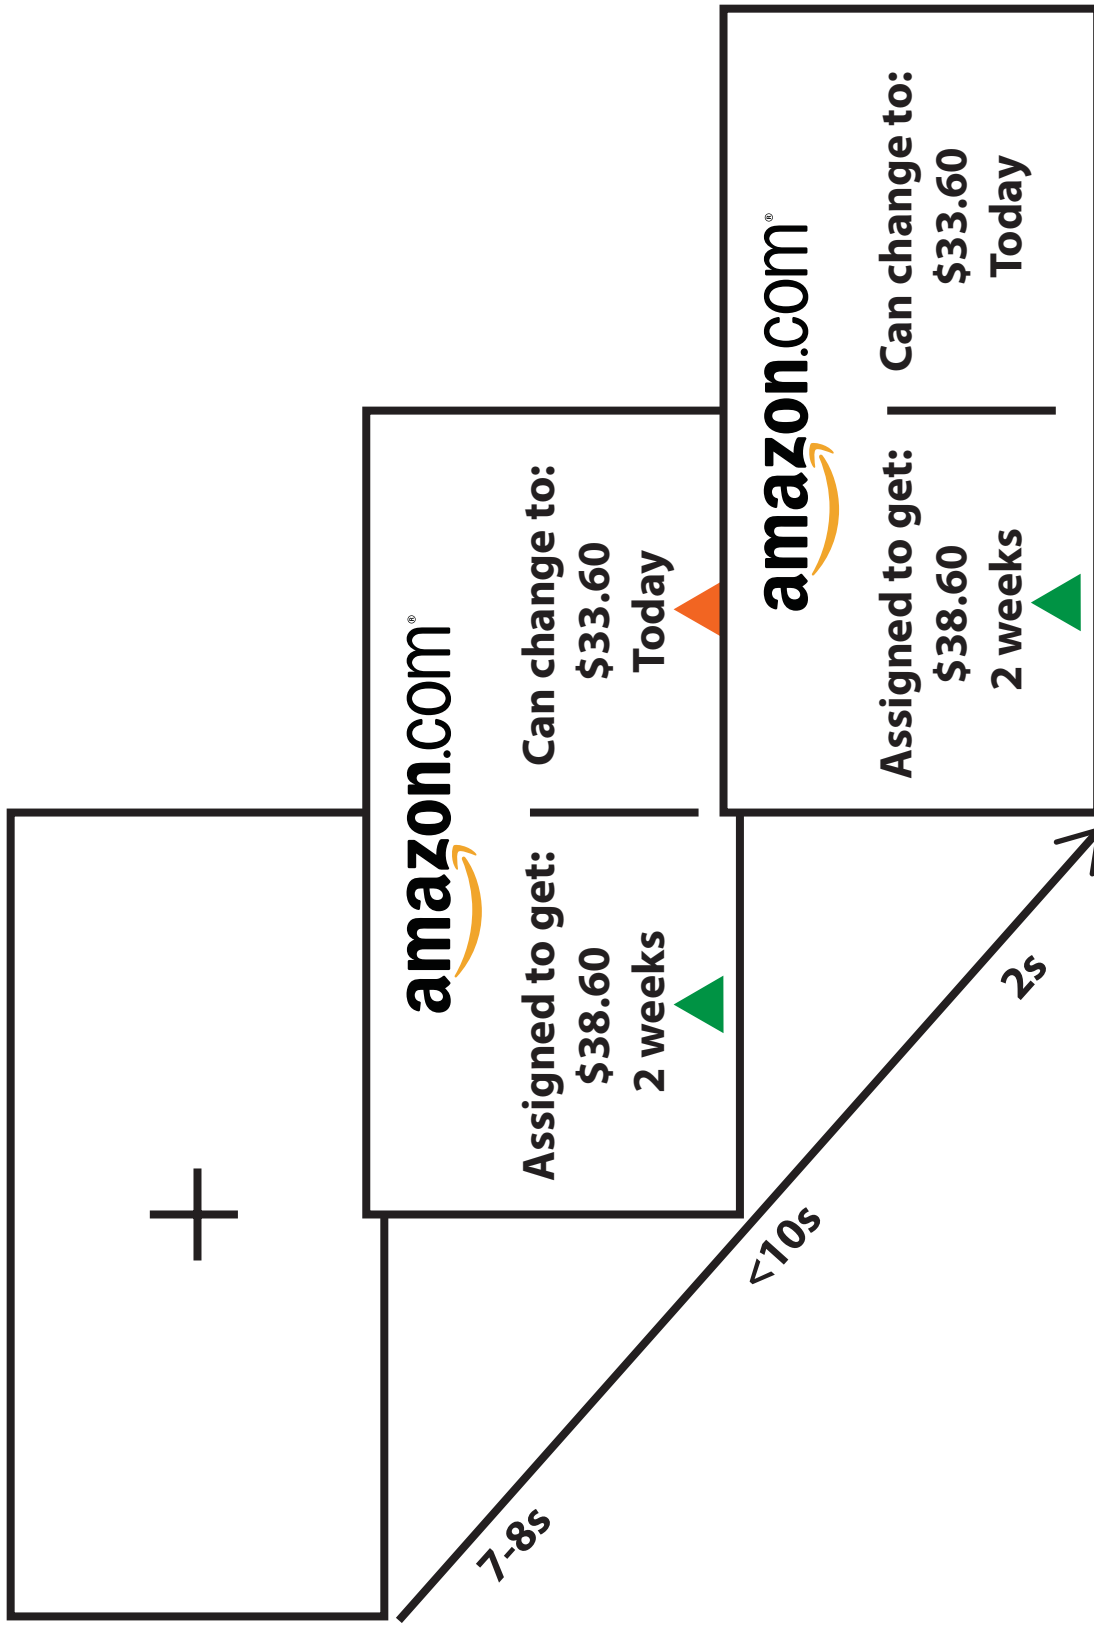 amazon.com®
Assigned to get:
$38.60
2 weeks
Can change to:
$33.60
Today
amazon.com®
Assigned to get:
$38.60
2 weeks
Can change to:
$33.60
Today
7-8s
<10s
2s